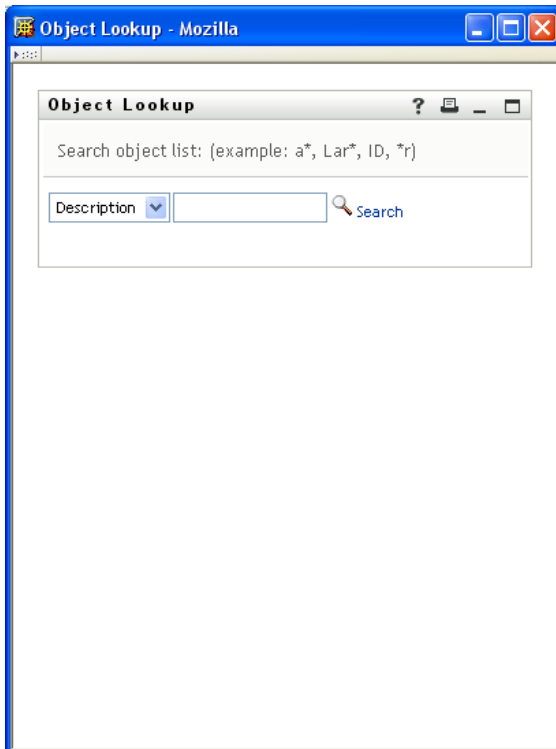 Object Lookup - Mozilla
Object Lookup ?
Search object list: (example: a*, Lar*, ID, *r)
Description Search